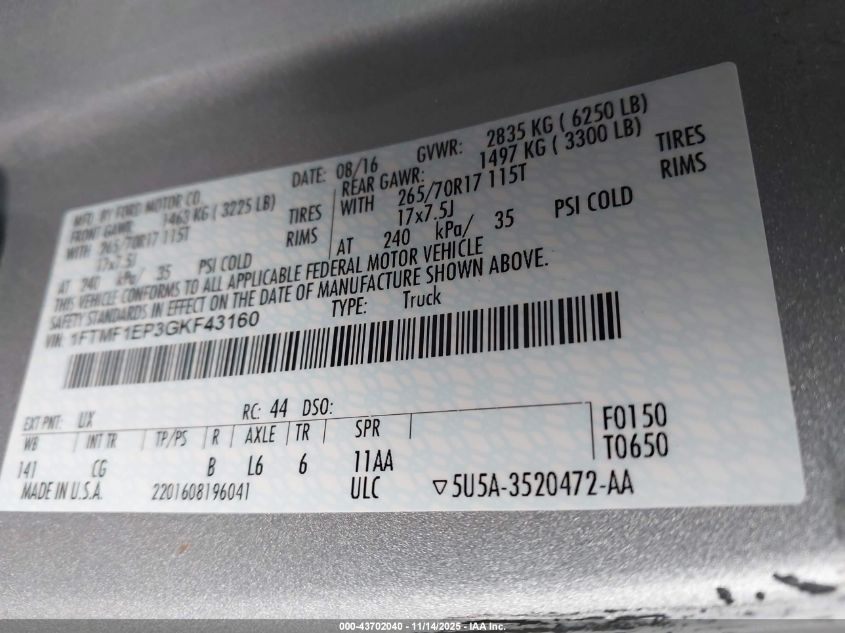 MFD. BY FORD MOTOR CO.
DATE: 08/16 GVWR: 2835 KG ( 6250 LB)
FRONT GAWR: 1463 KG ( 3225 LB)
WITH 265/70R17 115T TIRES
17x7.5J RIMS
AT 240 kPa/ 35 PSI COLD
REAR GAWR: 1497 KG ( 3300 LB)
WITH 265/70R17 115T TIRES
17x7.5J RIMS
AT 240 kPa/ 35 PSI COLD
THIS VEHICLE CONFORMS TO ALL APPLICABLE FEDERAL MOTOR VEHICLE
SAFETY STANDARDS IN EFFECT ON THE DATE OF MANUFACTURE SHOWN ABOVE.
VIN: 1FTMF1EP3GKF43160 TYPE: Truck
EXT PNT: UX RC: 44 DSO:
WB INT TR TP/PS R AXLE TR SPR
141 CG B L6 6 11AA
F0150
T0650
MADE IN U.S.A. 2201608196041 ULC ▽5U5A-3520472-AA
000-43702040 - 11/14/2025 - IAA Inc.